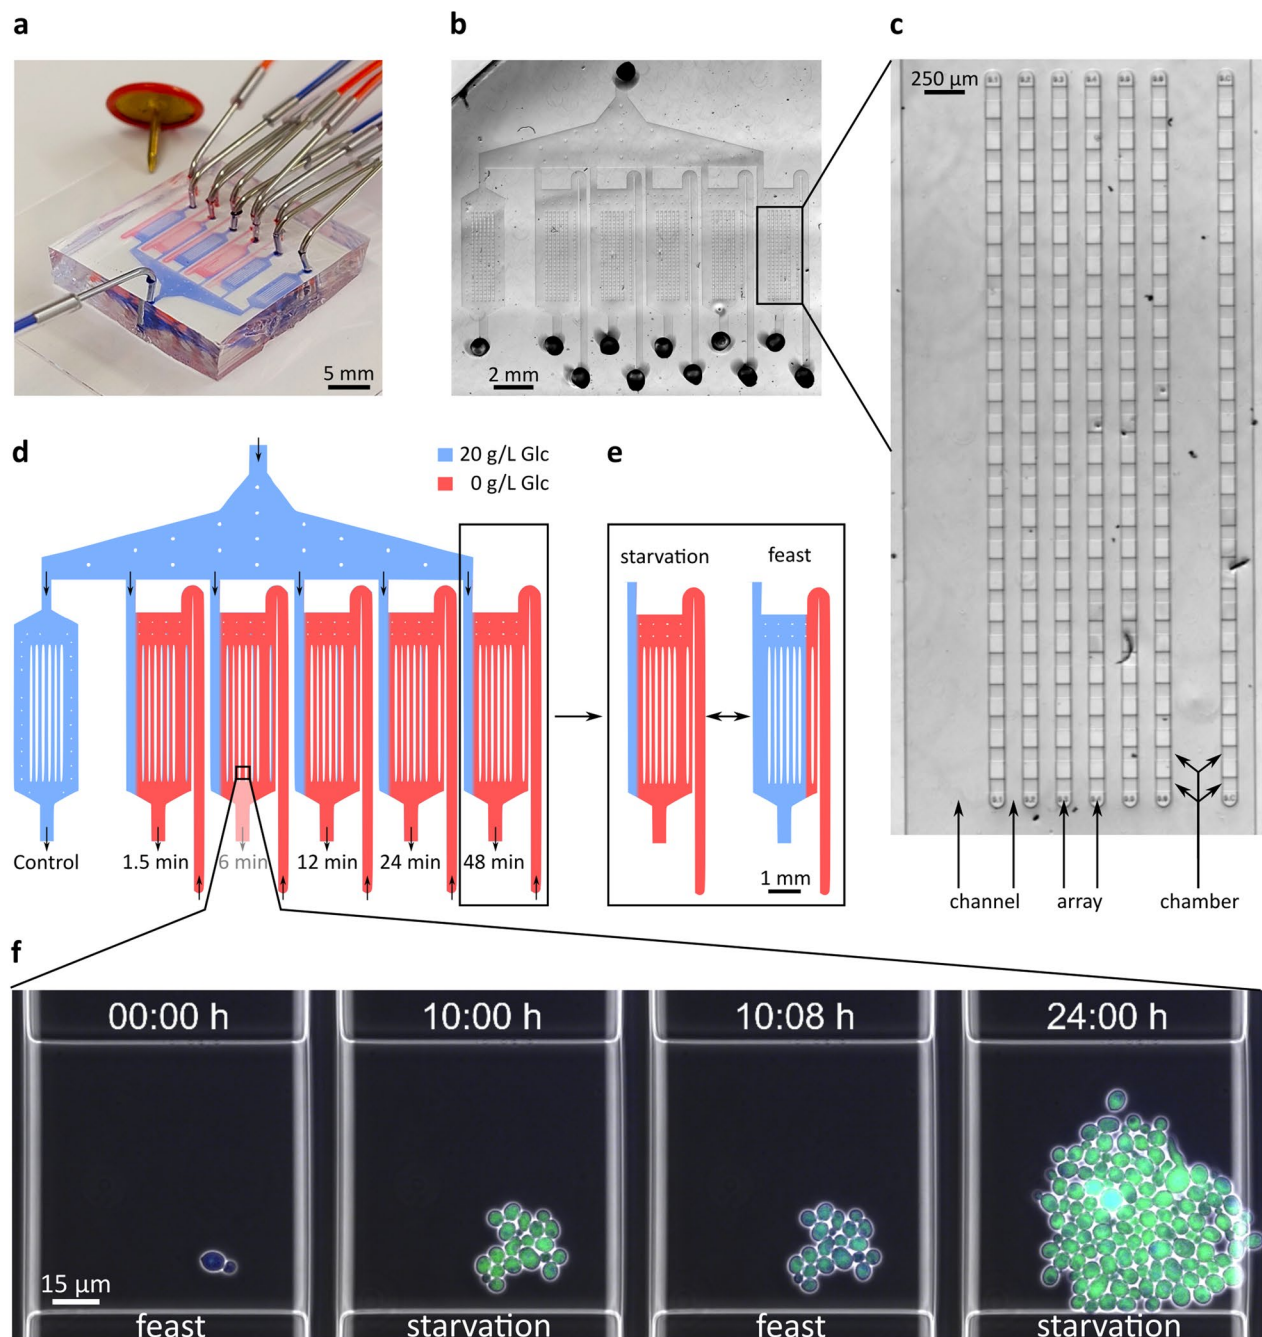 a
b
c
5 mm
2 mm
250 µm
d
20 g/L Glc
0 g/L Glc
e
starvation
feast
Control
1.5 min
6 min
12 min
24 min
48 min
1 mm
channel
array
chamber
f
00:00 h
10:00 h
10:08 h
24:00 h
15 µm
feast
starvation
feast
starvation